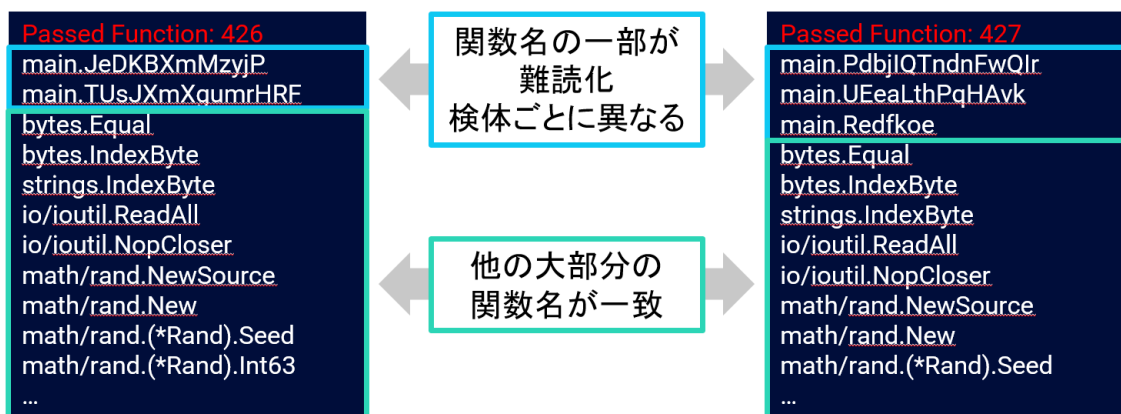 Passed Function: 426
main.JeDKBXmMzyjP
main.TUsJXmXgumrHRF
bytes.Equal
bytes.IndexByte
strings.IndexByte
io/ioutil.ReadAll
io/ioutil.NopCloser
math/rand.NewSource
math/rand.New
math/rand.(*Rand).Seed
math/rand.(*Rand).Int63
…
関数名の一部が
難読化
検体ごとに異なる
他の大部分の
関数名が一致
Passed Function: 427
main.PdbjIQTndnFwQIr
main.UEeaLthPqHAvk
main.Redfkoe
bytes.Equal
bytes.IndexByte
strings.IndexByte
io/ioutil.ReadAll
io/ioutil.NopCloser
math/rand.NewSource
math/rand.New
math/rand.(*Rand).Seed
…